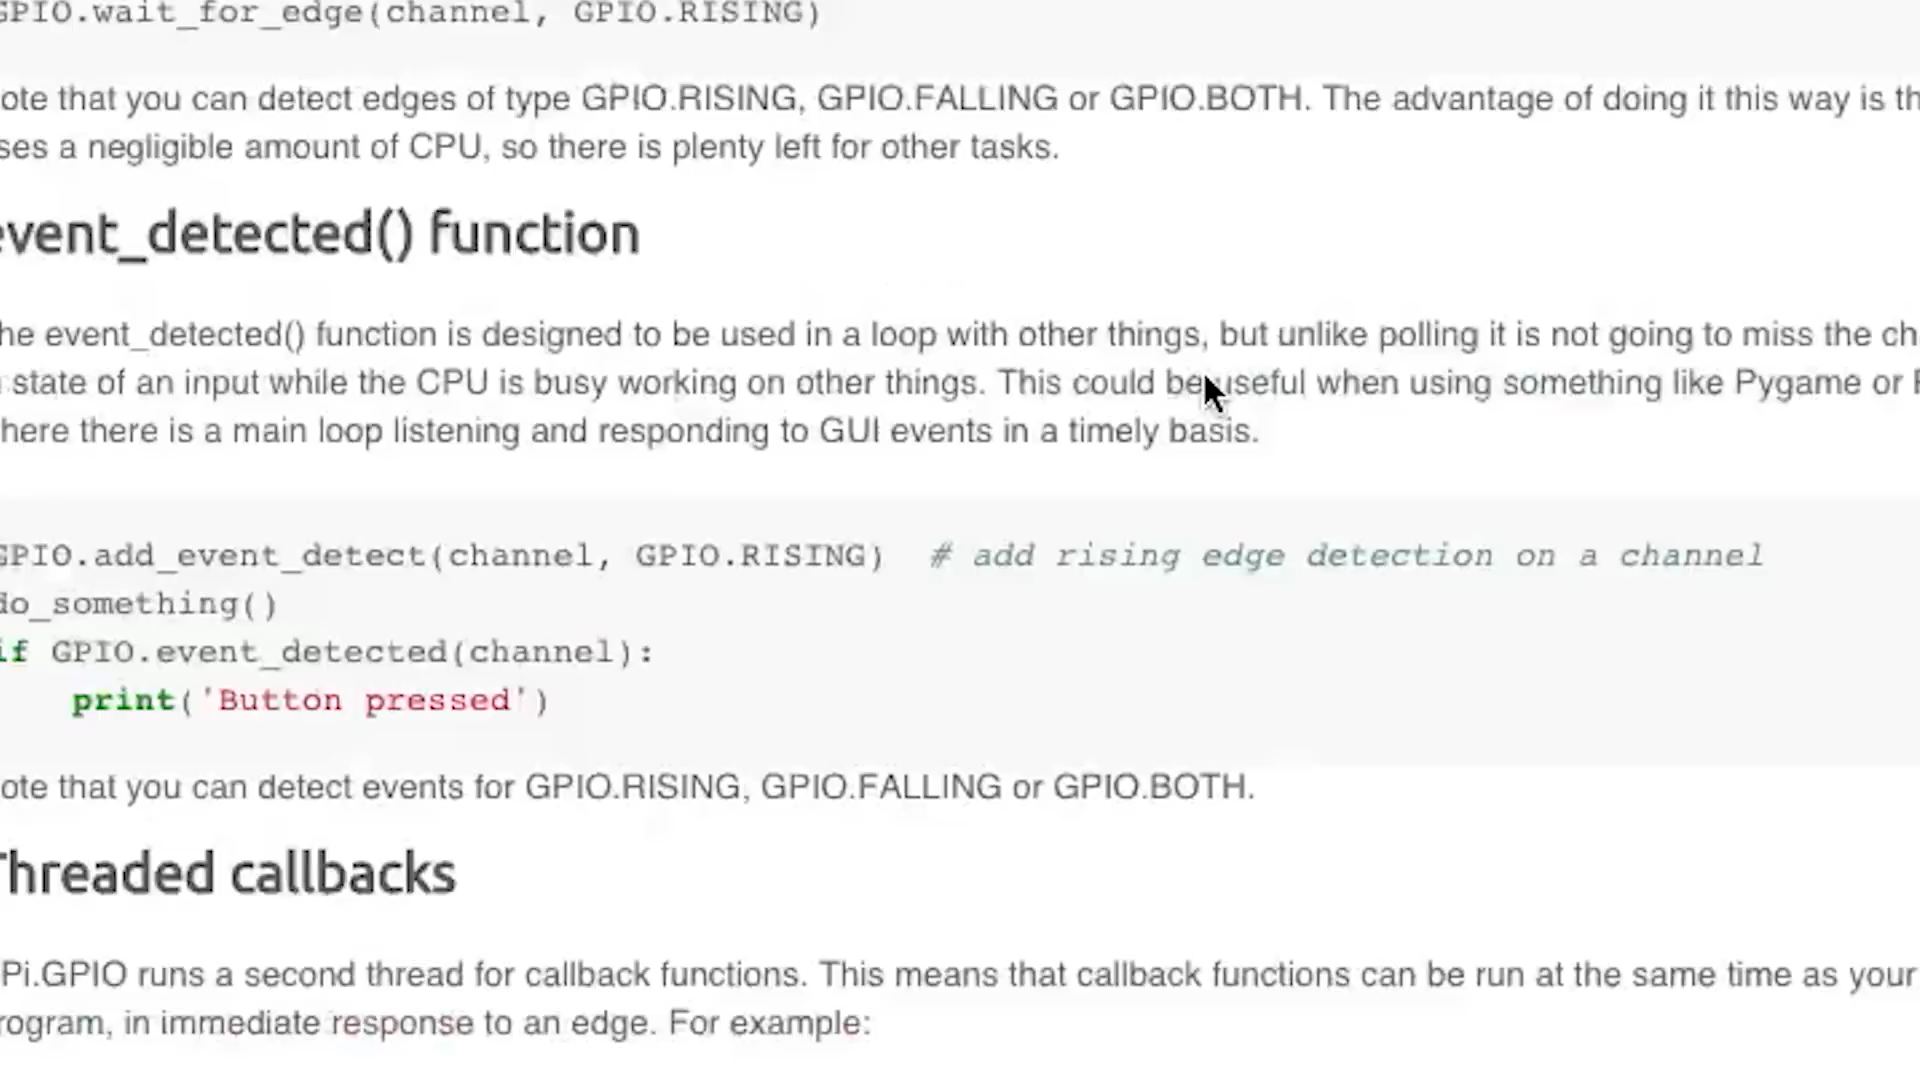 GPIO.wait_for_edge(channel, GPIO.RISING)
ote that you can detect edges of type GPIO.RISING, GPIO.FALLING or GPIO.BOTH. The advantage of doing it this way is th
ses a negligible amount of CPU, so there is plenty left for other tasks.
event_detected() function
he event_detected() function is designed to be used in a loop with other things, but unlike polling it is not going to miss the ch
state of an input while the CPU is busy working on other things. This could be useful when using something like Pygame or
here there is a main loop listening and responding to GUI events in a timely basis.
GPIO.add_event_detect(channel, GPIO.RISING)  # add rising edge detection on a channel
do_something()
if GPIO.event_detected(channel):
    print('Button pressed')
ote that you can detect events for GPIO.RISING, GPIO.FALLING or GPIO.BOTH.
Threaded callbacks
Pi.GPIO runs a second thread for callback functions. This means that callback functions can be run at the same time as your
rogram, in immediate response to an edge. For example: